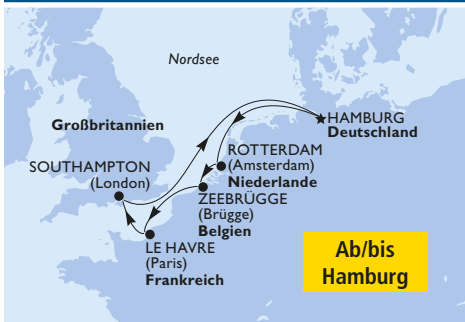 Nordsee
Großbritannien
HAMBURG
Deutschland
ROTTERDAM
(Amsterdam)
Niederlande
SOUTHAMPTON
(London)
ZEEBRÜGGE
(Brügge)
Belgien
LE HAVRE
(Paris)
Frankreich
Ab/bis
Hamburg